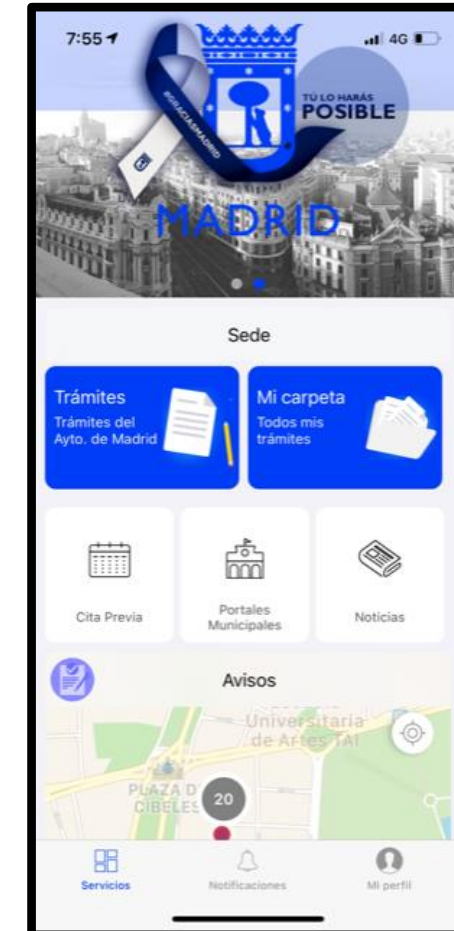 7:55
4G
#GRACIASMADRID
TÚ LO HARÁS
POSIBLE
MADRID
Sede
Trámites
Trámites del
Ayto. de Madrid
Mi carpeta
Todos mis
trámites
Cita Previa
Portales
Municipales
Noticias
Avisos
Universitaria
de Artes TAI
PLAZA D
CIBELES
20
Servicios
Notificaciones
Mi perfil